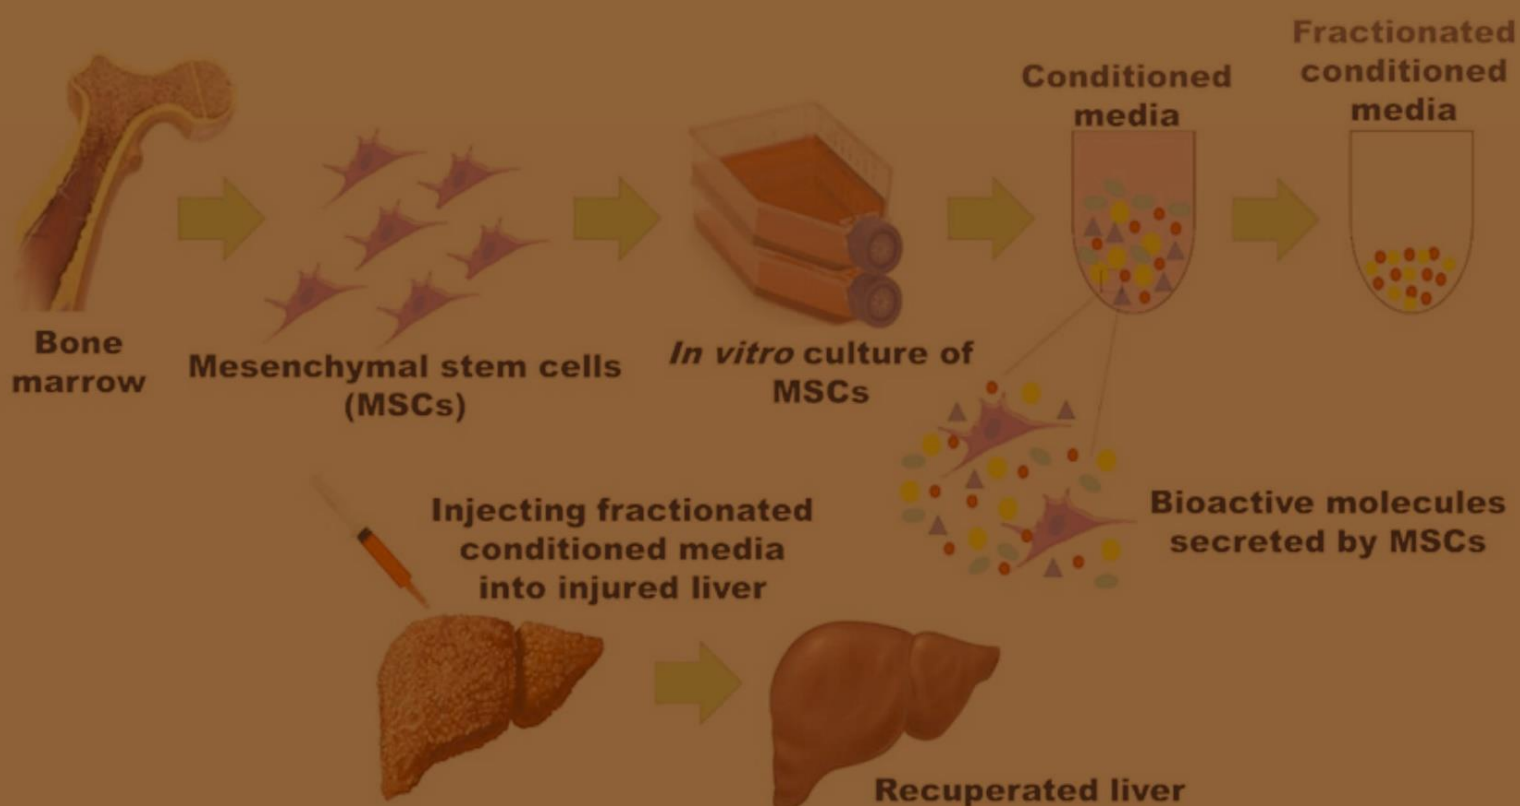 Fractionated
conditioned
media
Conditioned
media
Bone
marrow
Mesenchymal stem cells
(MSCs)
In vitro culture of
MSCs
Bioactive molecules
secreted by MSCs
Injecting fractionated
conditioned media
into injured liver
Recuperated liver